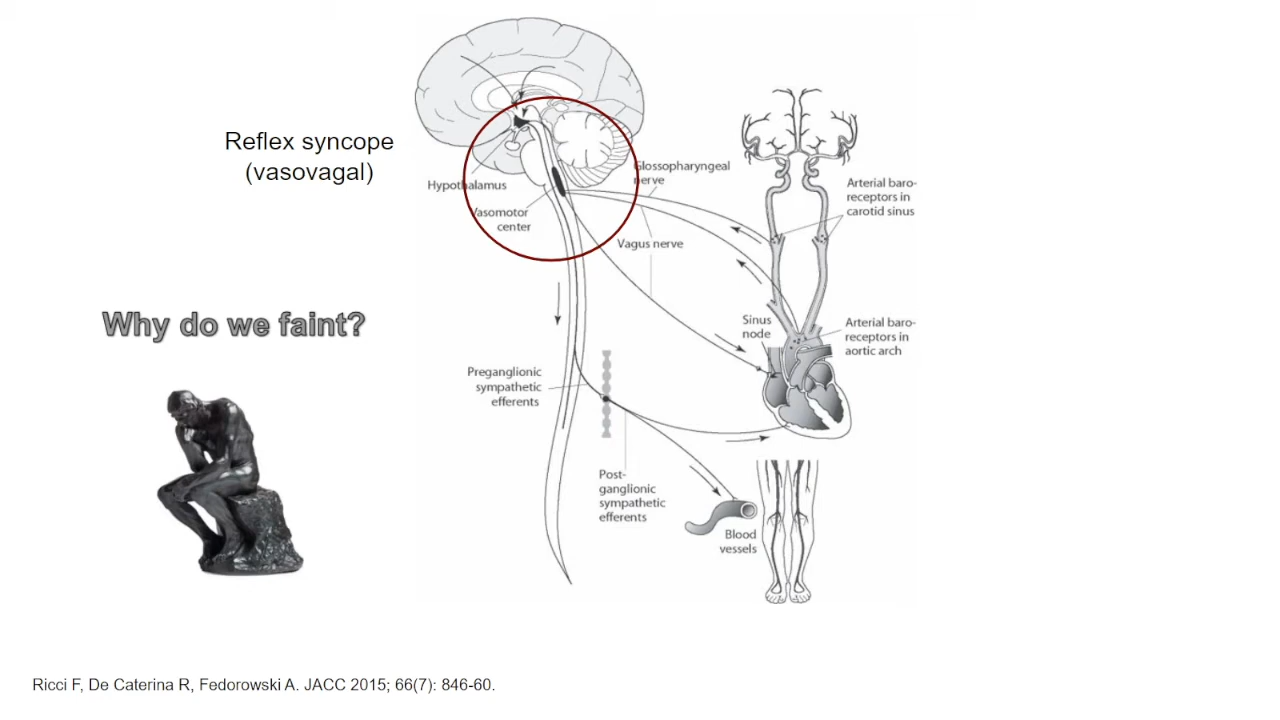 Reflex syncope
(vasovagal)
Why do we faint?
Hypothalamus
Vasomotor
center
Glossopharyngeal
nerve
Vagus nerve
Arterial baro-
receptors in
carotid sinus
Sinus
node
Arterial baro-
receptors in
aortic arch
Preganglionic
sympathetic
efferents
Post-
ganglionic
sympathetic
efferents
Blood
vessels
Ricci F, De Caterina R, Fedorowski A. JACC 2015; 66(7): 846-60.